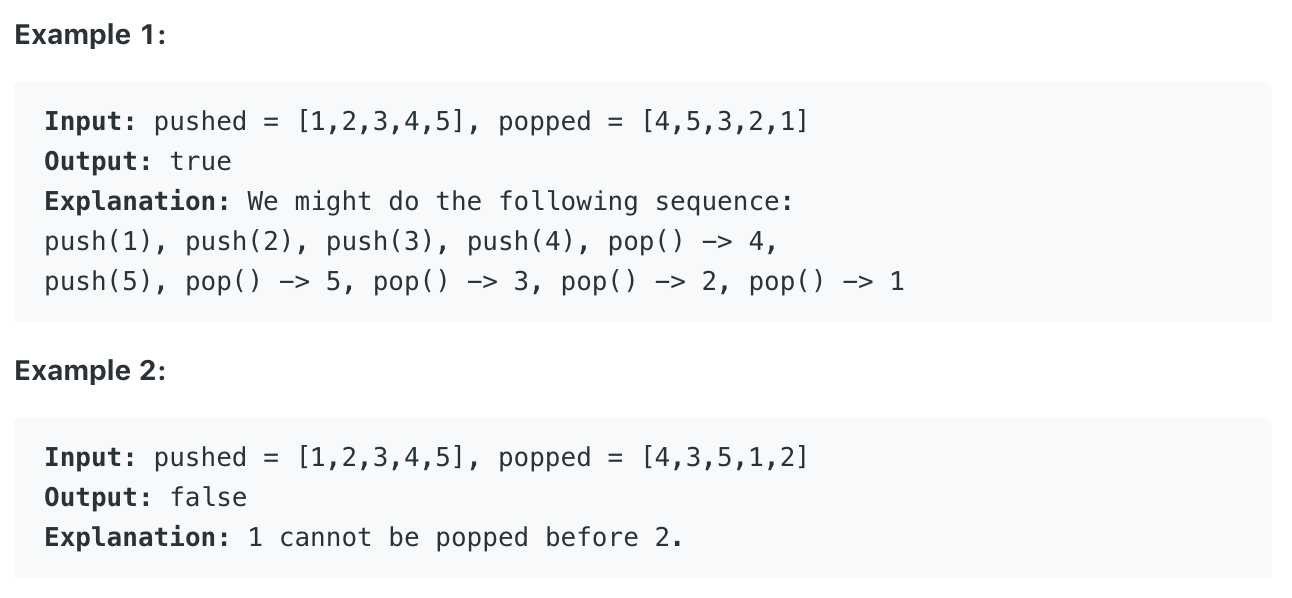 Example 1:
Input: pushed = [1,2,3,4,5], popped = [4,5,3,2,1]
Output: true
Explanation: We might do the following sequence:
push(1), push(2), push(3), push(4), pop() -> 4,
push(5), pop() -> 5, pop() -> 3, pop() -> 2, pop() -> 1
Example 2:
Input: pushed = [1,2,3,4,5], popped = [4,3,5,1,2]
Output: false
Explanation: 1 cannot be popped before 2.